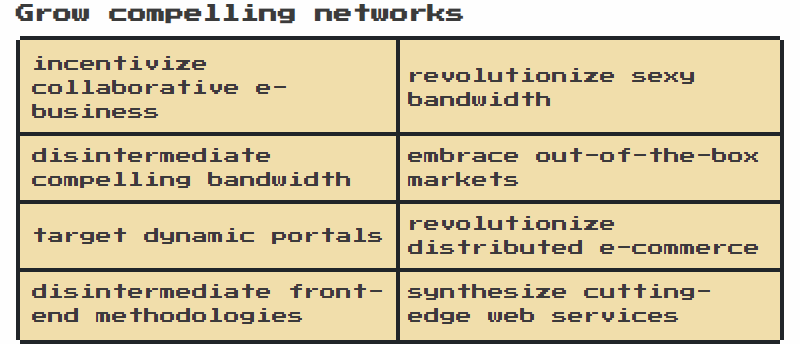 Grow compelling networks
incentivize
collaborative e-
business
revolutionize sexy
bandwidth
disintermediate
compelling bandwidth
embrace out-of-the-box
markets
target dynamic portals
revolutionize
distributed e-commerce
disintermediate front-
end methodologies
synthesize cutting-
edge web services